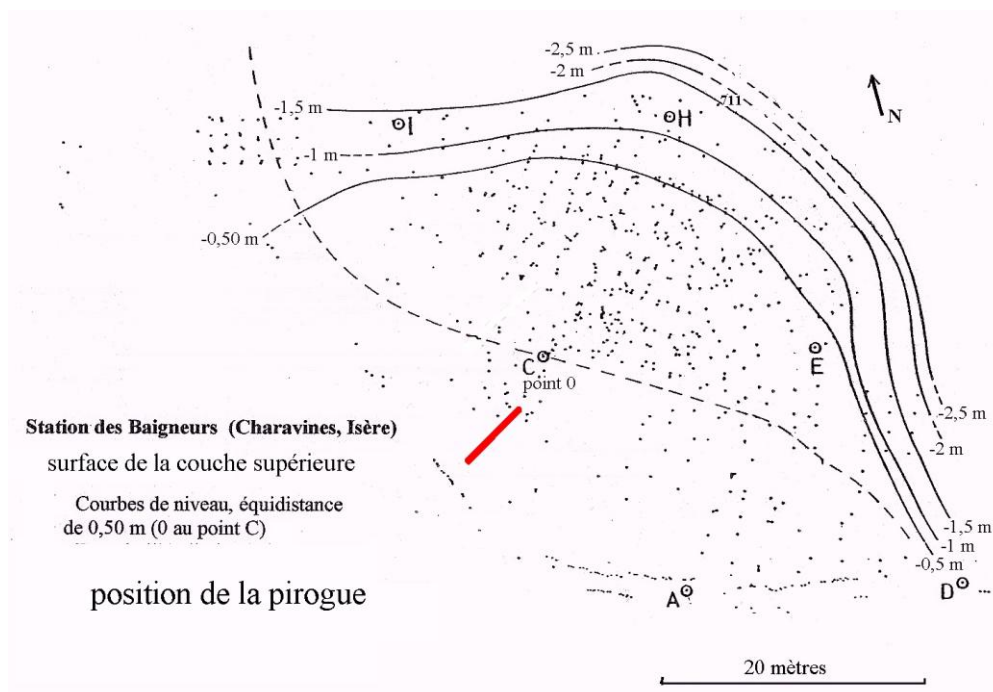 -2,5 m
-2 m
-1,5 m
711
H
I
N
-1 m
-0,50 m
C
point 0
E
-2,5 m
-2 m
Station des Baigneurs (Charavines, Isère)
surface de la couche supérieure
Courbes de niveau, équidistance
de 0,50 m (0 au point C)
-1,5 m
-1 m
-0,5 m
position de la pirogue
A
D
20 mètres